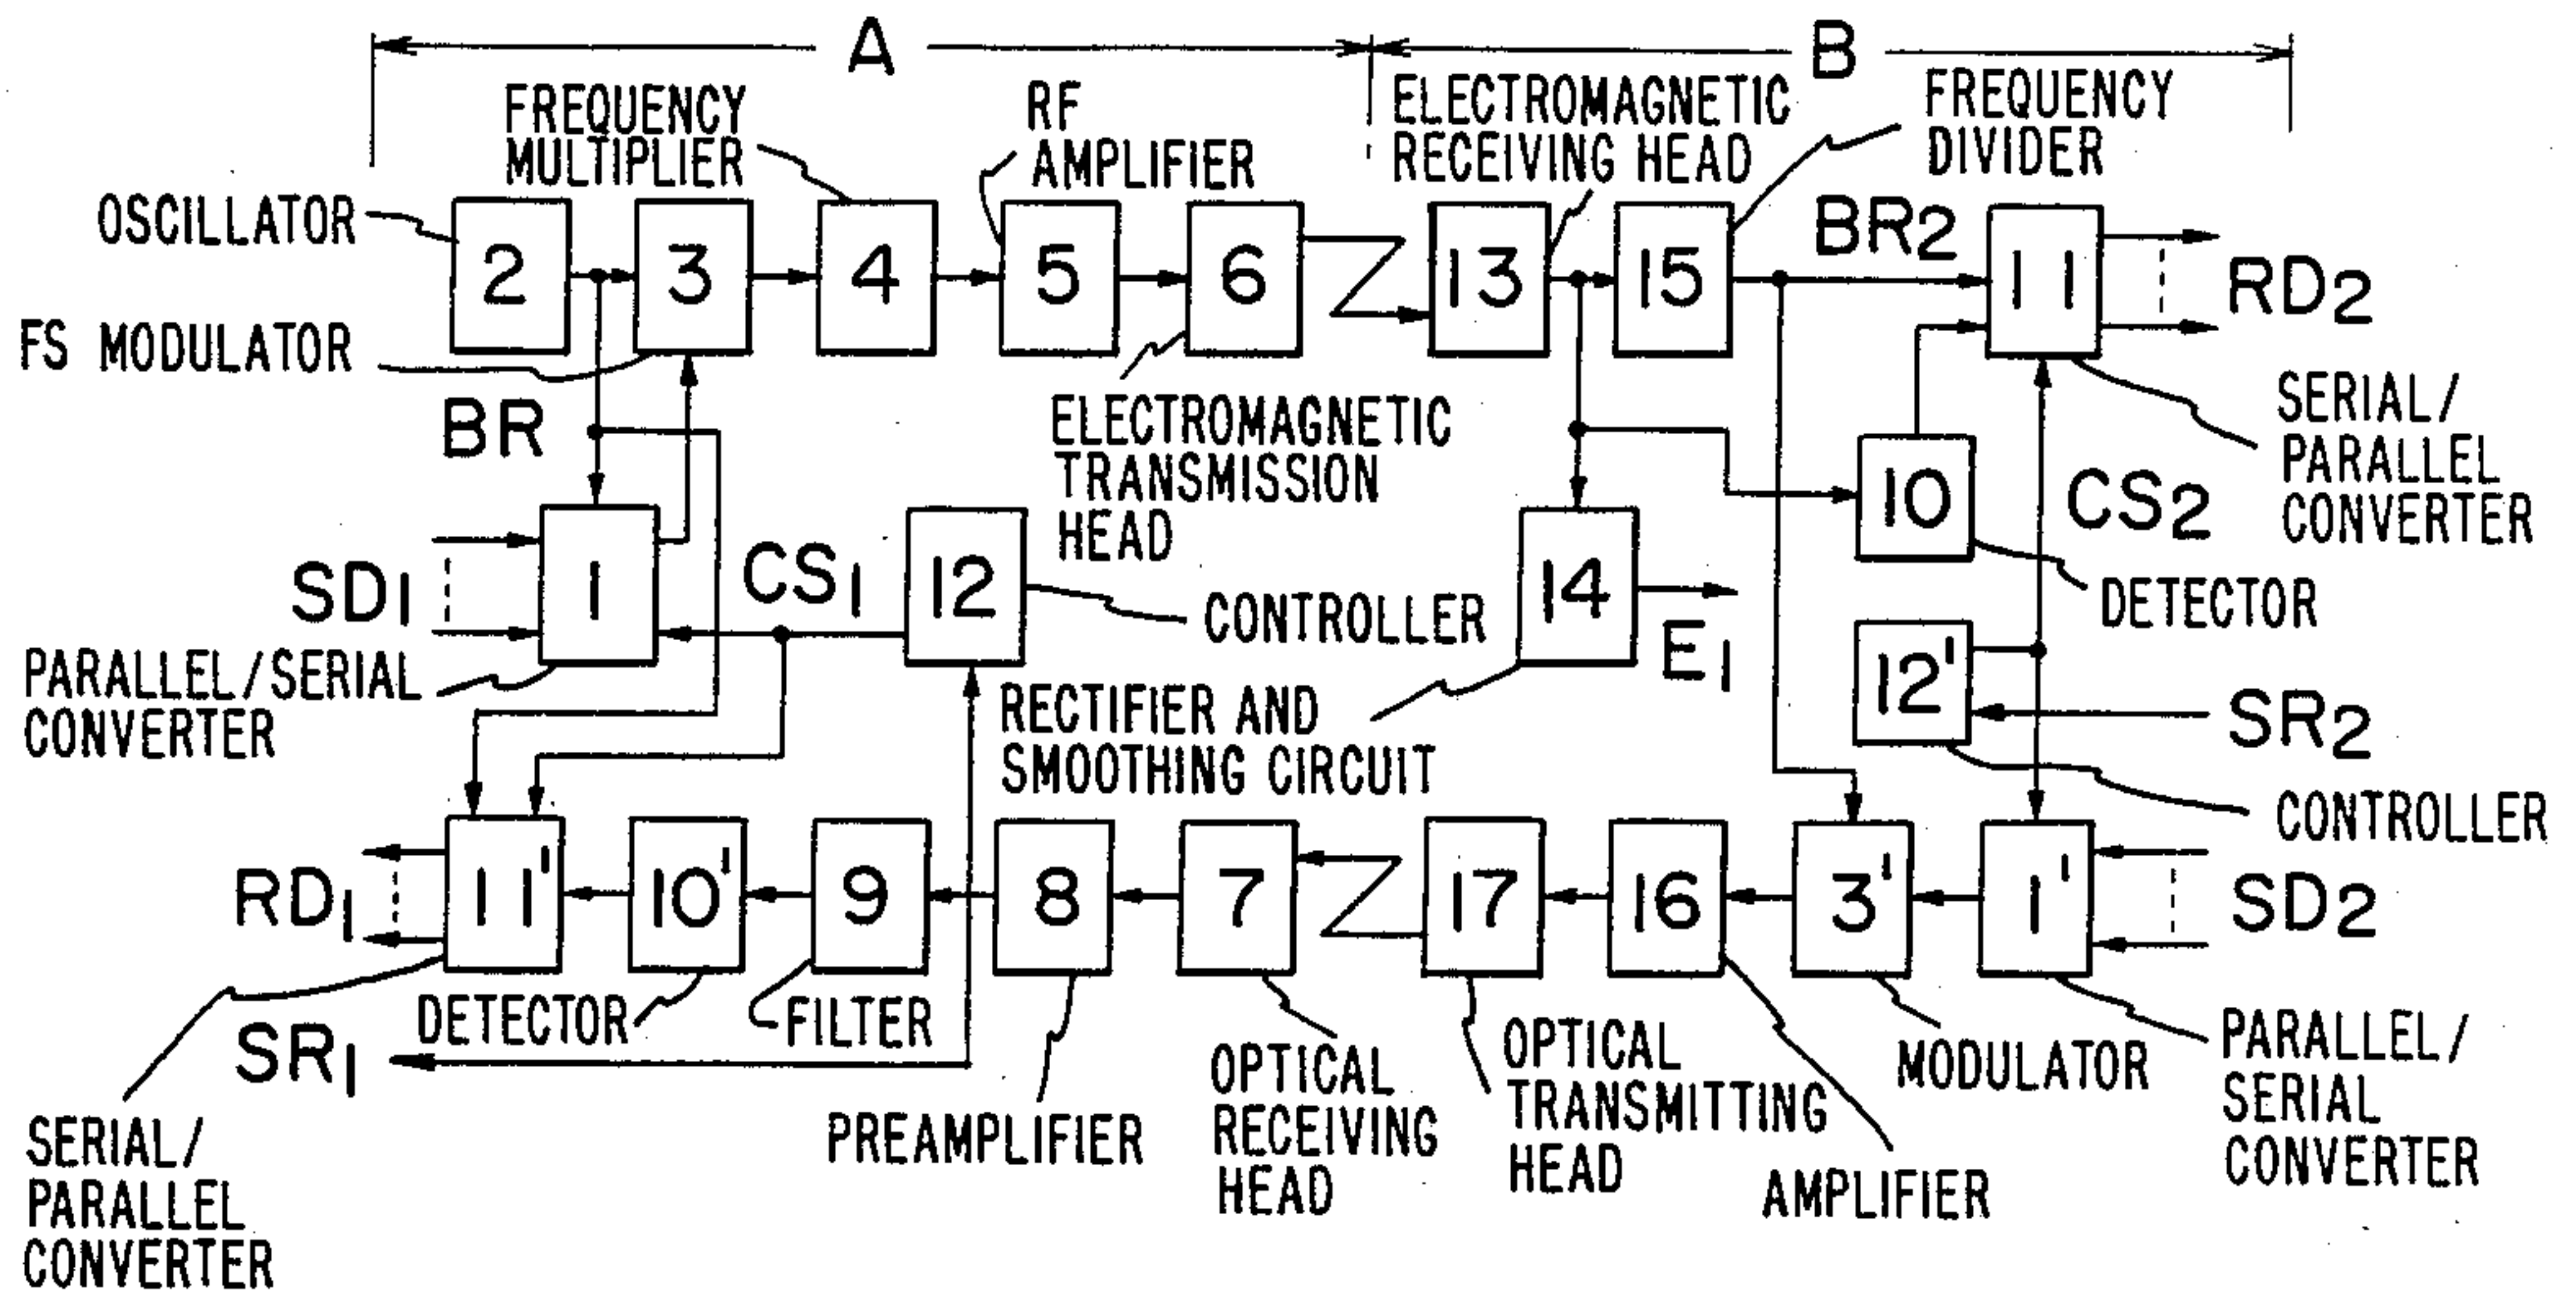 A
B
FREQUENCY
MULTIPLIER
RF
AMPLIFIER
ELECTROMAGNETIC
RECEIVING HEAD
FREQUENCY
DIVIDER
OSCILLATOR
2
3
4
5
6
13
15
BR2
11
RD2
FS MODULATOR
BR
ELECTROMAGNETIC
TRANSMISSION
HEAD
SERIAL/
PARALLEL
CONVERTER
10
CS2
DETECTOR
SD1
1
CS1
12
CONTROLLER
14
E1
12'
SR2
PARALLEL/SERIAL
CONVERTER
RECTIFIER AND
SMOOTHING CIRCUIT
CONTROLLER
RD1
11'
10'
9
8
7
17
16
3'
1'
SD2
DETECTOR
FILTER
SR1
PREAMPLIFIER
OPTICAL
RECEIVING
HEAD
OPTICAL
TRANSMITTING
HEAD
AMPLIFIER
MODULATOR
PARALLEL/
SERIAL
CONVERTER
SERIAL/
PARALLEL
CONVERTER